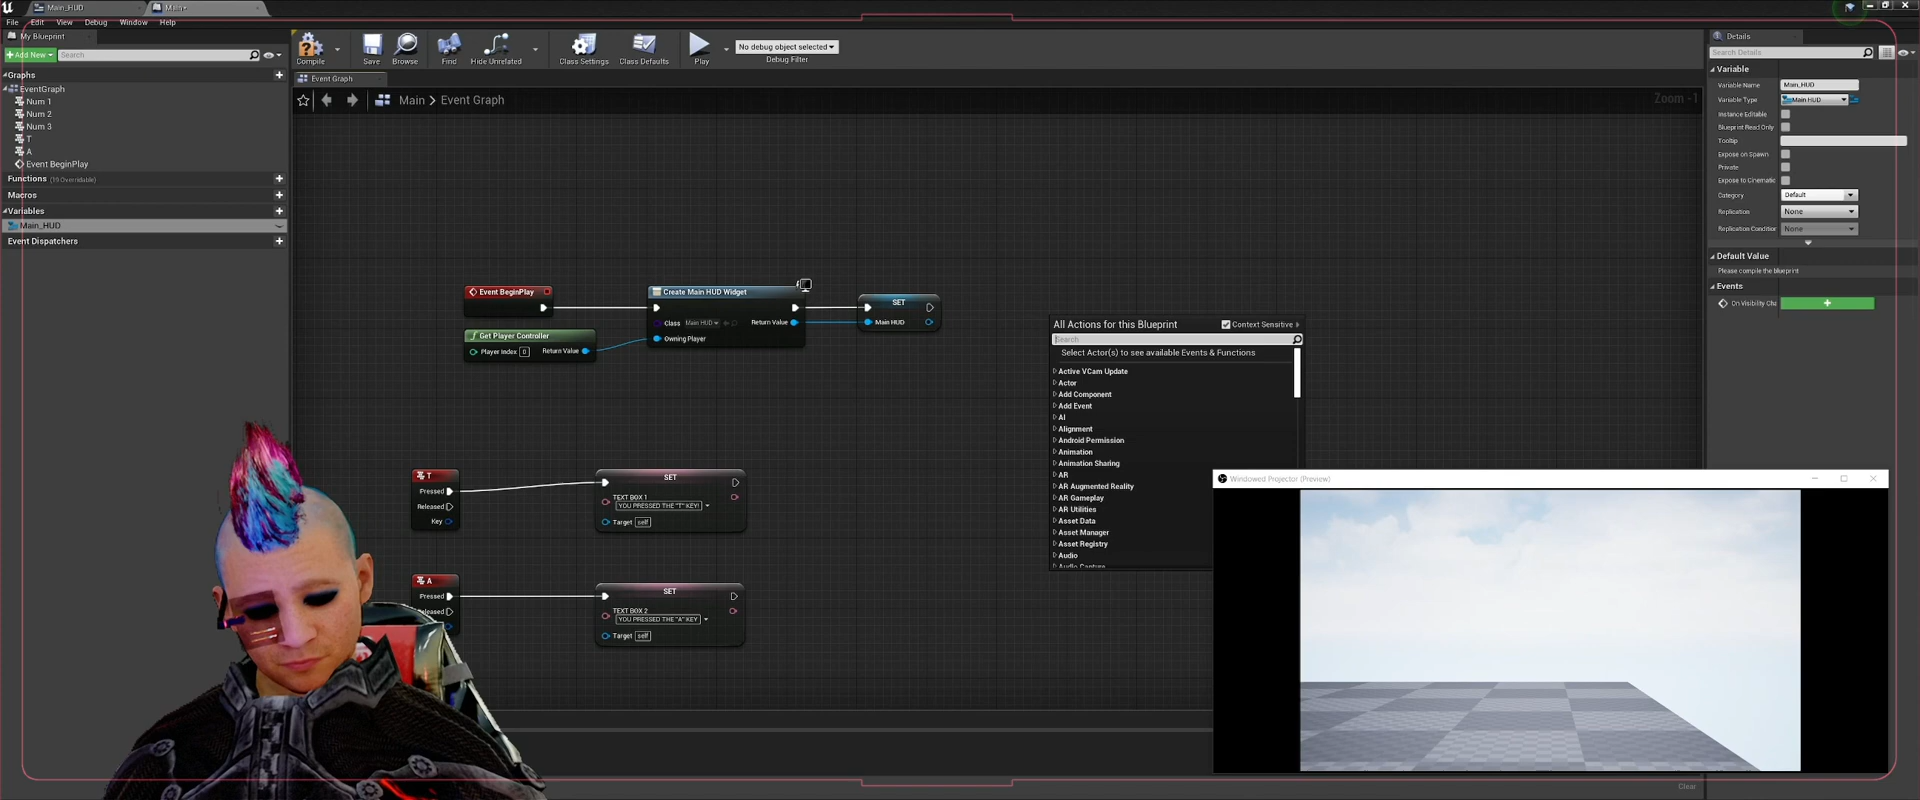 Main_HUD
Main*
File Edit View Debug Window Help
My Blueprint
+Add New
Search
Graphs
EventGraph
Num 1
Num 2
Num 3
T
A
Event BeginPlay
Functions (19 Overridable)
Macros
Variables
Main_HUD
Event Dispatchers
Compile
Save
Browse
Find
Hide Unrelated
Class Settings
Class Defaults
Play
No debug object selected
Debug Filter
Event Graph
Main > Event Graph
Zoom -1
Event BeginPlay
Get Player Controller
Player Index 0
Return Value
Create Main HUD Widget
Class Main HUD
Return Value
Owning Player
SET
Main HUD
T
Pressed
Released
Key
SET
TEXT BOX 1
YOU PRESSED THE "T" KEY!
Target self
A
Pressed
Released
SET
TEXT BOX 2
YOU PRESSED THE "A" KEY
Target self
All Actions for this Blueprint
Context Sensitive
Search
Select Actor(s) to see available Events & Functions
Active VCam Update
Actor
Add Component
Add Event
AI
Alignment
Android Permission
Animation
Animation Sharing
AR
AR Augmented Reality
AR Gameplay
AR Utilities
Asset Data
Asset Manager
Asset Registry
Audio
Audio Capture
Windowed Projector (Preview)
Details
Search Details
Variable
Variable Name Main_HUD
Variable Type Main HUD
Instance Editable
Blueprint Read Only
Tooltip
Expose on Spawn
Private
Expose to Cinematic
Category Default
Replication None
Replication Condition None
Default Value
Please compile the blueprint
Events
On Visibility Cha
Clear